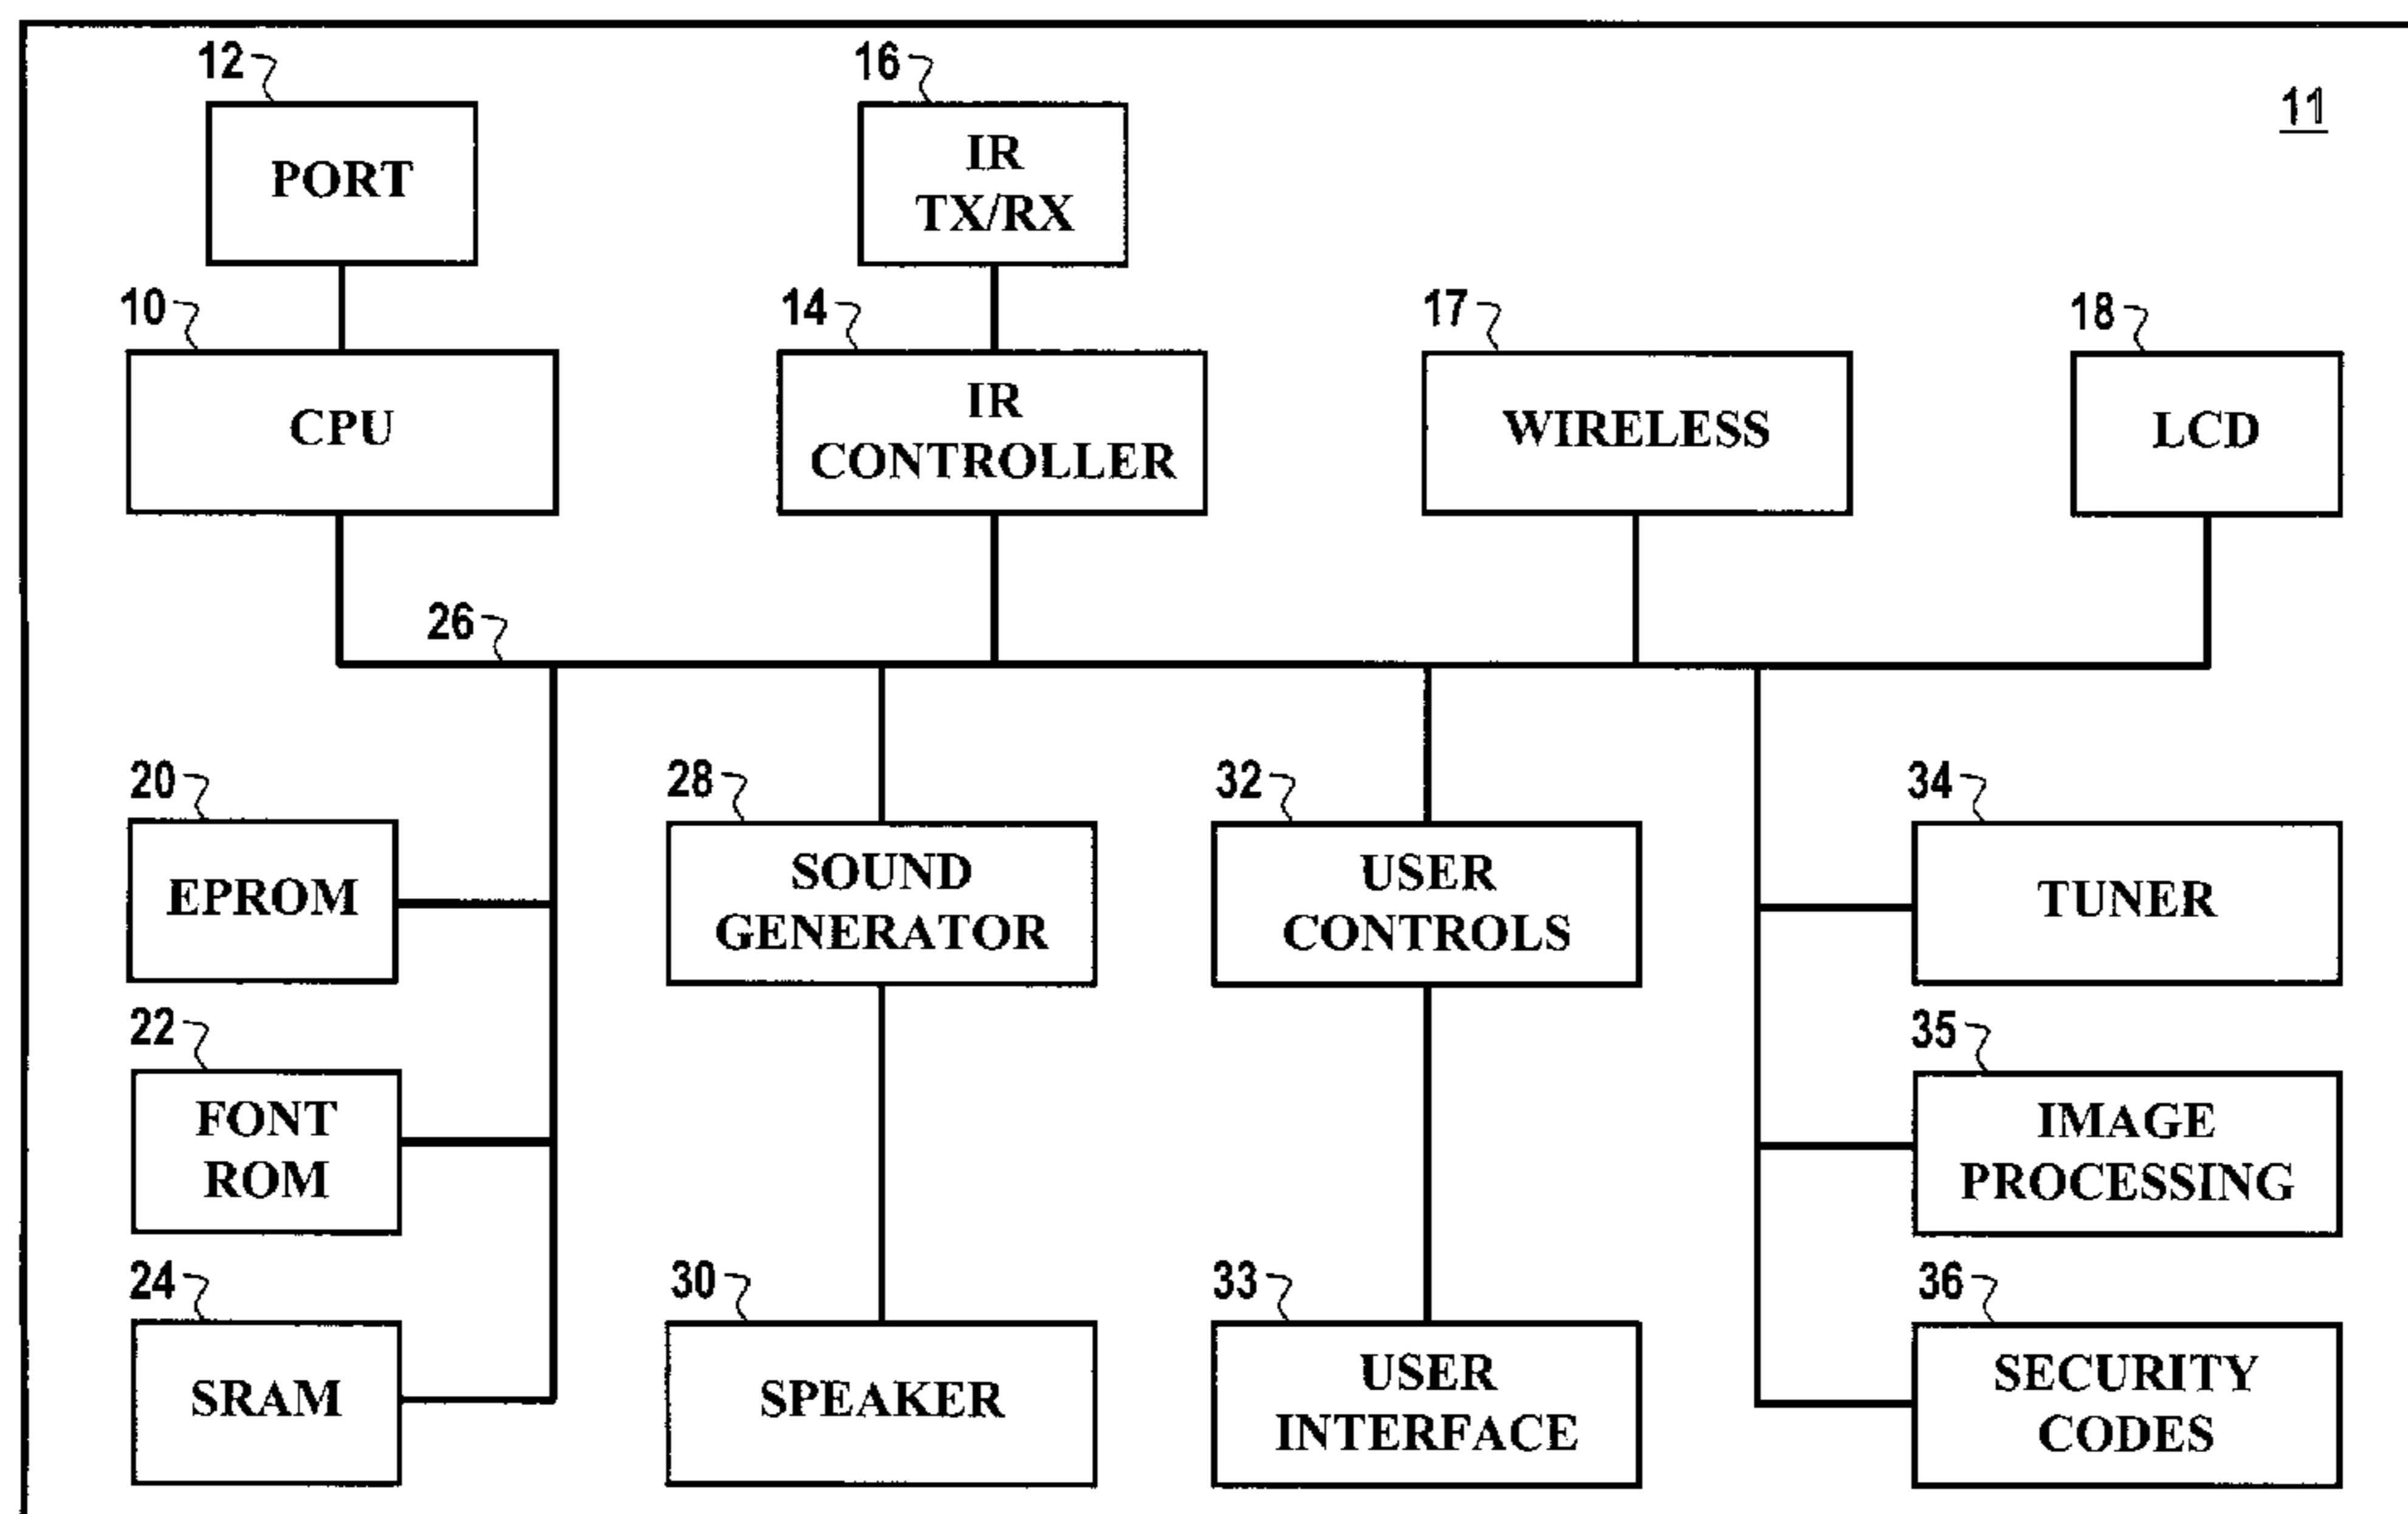 12
16
11
PORT
IR
TX/RX
10
14
17
18
CPU
IR
CONTROLLER
WIRELESS
LCD
26
20
28
32
34
EPROM
SOUND
GENERATOR
USER
CONTROLS
TUNER
22
35
FONT
ROM
IMAGE
PROCESSING
24
30
33
36
SRAM
SPEAKER
USER
INTERFACE
SECURITY
CODES